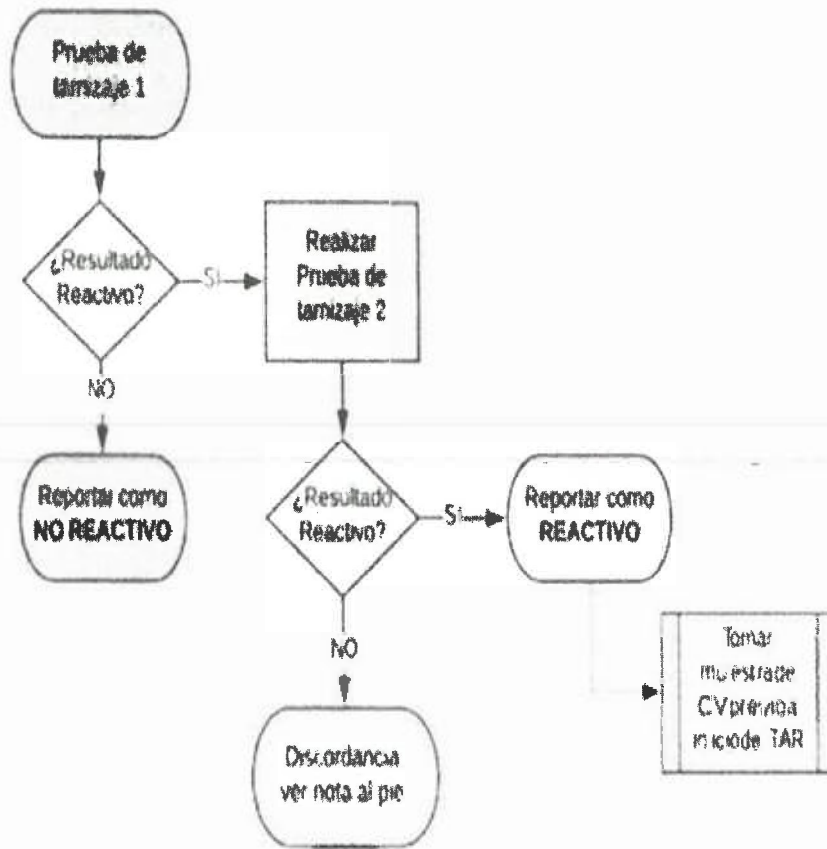 Prueba de
tamizaje 1
¿Resultado
Reactivo?
SI
Realizar
Prueba de
tamizaje 2
NO
Reportar como
NO REACTIVO
¿Resultado
Reactivo?
SI
Reportar como
REACTIVO
NO
Tomar
muestra de
CV previo a
inicio de TAR
Discordancia
ver nota al pie